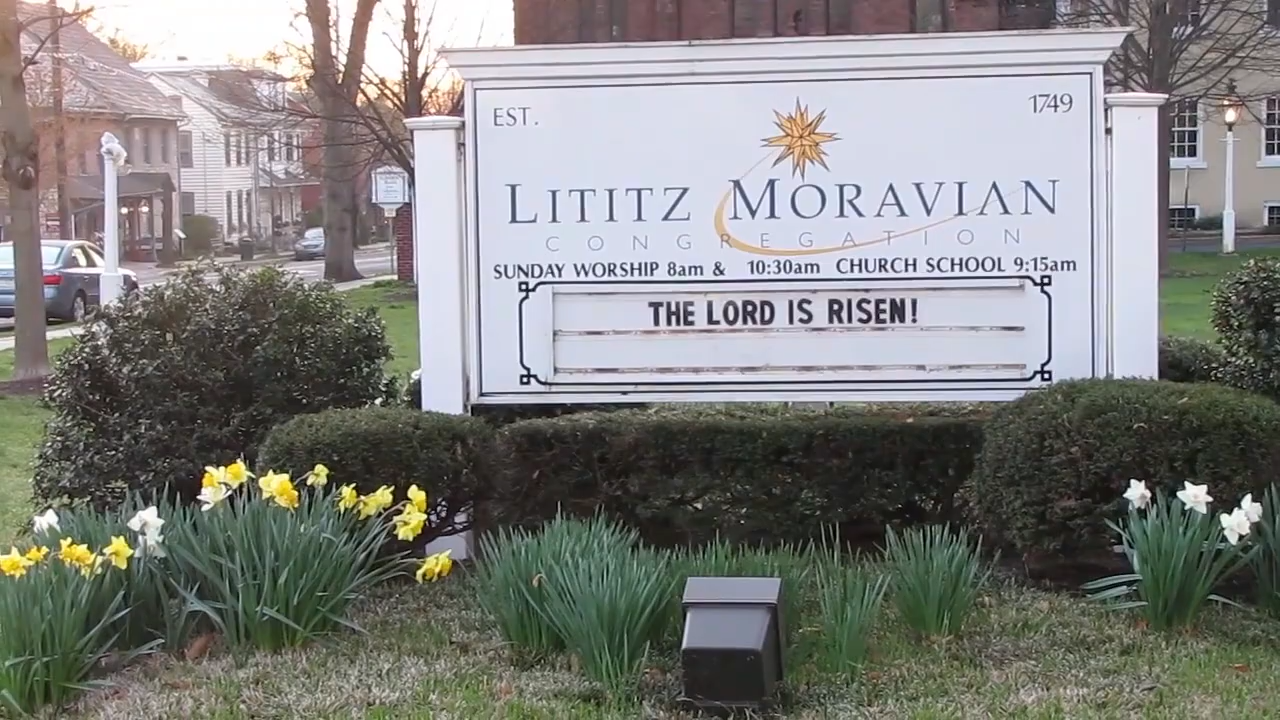 EST. 1749
LITITZ MORAVIAN
CONGREGATION
SUNDAY WORSHIP 8am & 10:30am CHURCH SCHOOL 9:15am
THE LORD IS RISEN!